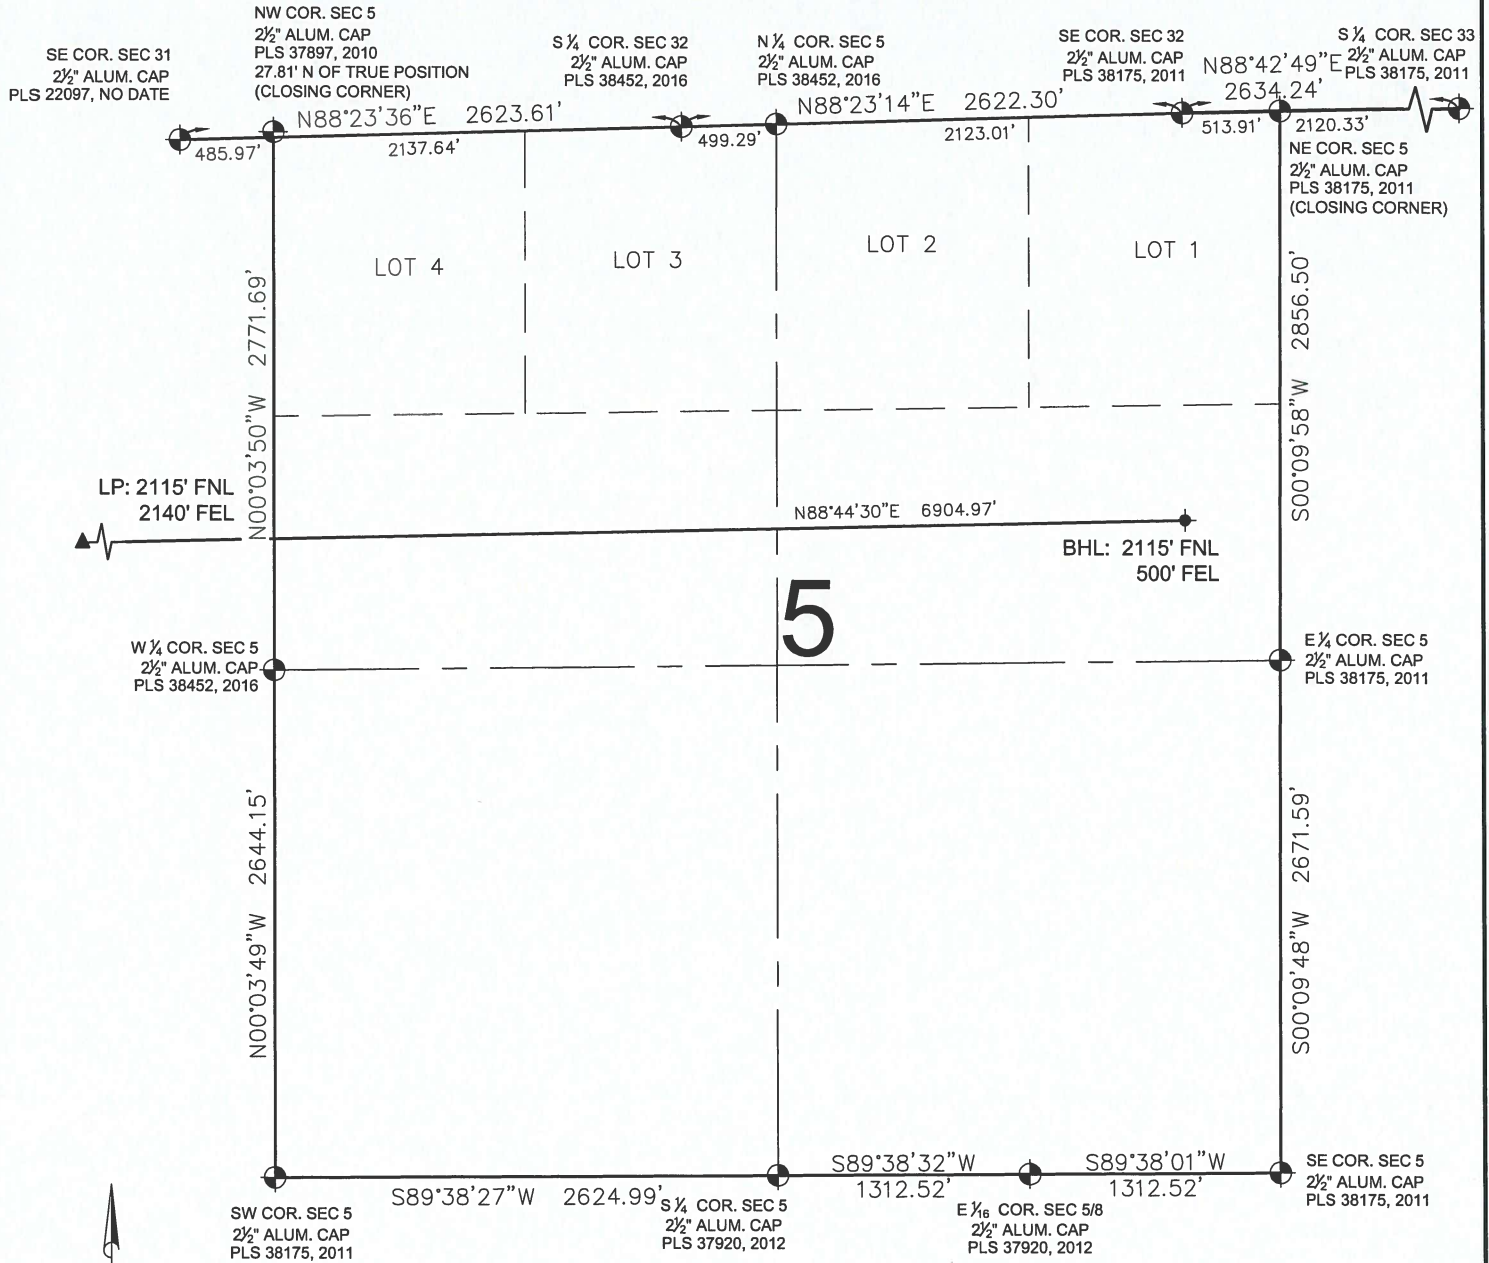 NW COR. SEC 5
2½" ALUM. CAP
PLS 37897, 2010
27.81' N OF TRUE POSITION
(CLOSING CORNER)
SE COR. SEC 31
2½" ALUM. CAP
PLS 22097, NO DATE
S ¼ COR. SEC 32
2½" ALUM. CAP
PLS 38452, 2016
N ¼ COR. SEC 5
2½" ALUM. CAP
PLS 38452, 2016
SE COR. SEC 32
2½" ALUM. CAP
PLS 38175, 2011
S ¼ COR. SEC 33
2½" ALUM. CAP
PLS 38175, 2011
N88°42'49"E
2634.24'
N88°23'36"E 2623.61'
N88°23'14"E 2622.30'
485.97'
2137.64'
499.29'
2123.01'
513.91'
2120.33'
NE COR. SEC 5
2½" ALUM. CAP
PLS 38175, 2011
(CLOSING CORNER)
LOT 4
LOT 3
LOT 2
LOT 1
N00°03'50"W 2771.69'
S00°09'58"W 2856.50'
LP: 2115' FNL
2140' FEL
N88°44'30"E 6904.97'
BHL: 2115' FNL
500' FEL
5
W ¼ COR. SEC 5
2½" ALUM. CAP
PLS 38452, 2016
E ¼ COR. SEC 5
2½" ALUM. CAP
PLS 38175, 2011
N00°03'49"W 2644.15'
S00°09'48"W 2671.59'
S89°38'27"W 2624.99'
S89°38'32"W
1312.52'
S89°38'01"W
1312.52'
SW COR. SEC 5
2½" ALUM. CAP
PLS 38175, 2011
S ¼ COR. SEC 5
2½" ALUM. CAP
PLS 37920, 2012
E ⅟16 COR. SEC 5/8
2½" ALUM. CAP
PLS 37920, 2012
SE COR. SEC 5
2½" ALUM. CAP
PLS 38175, 2011